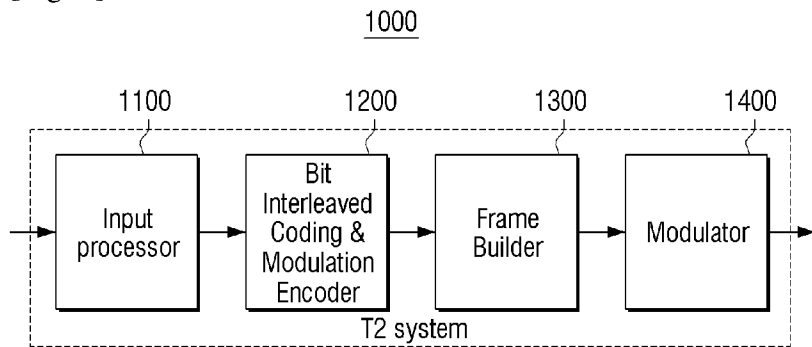 1000
1100
1200
1300
1400
Input
processor
Bit
Interleaved
Coding &
Modulation
Encoder
Frame
Builder
Modulator
T2 system